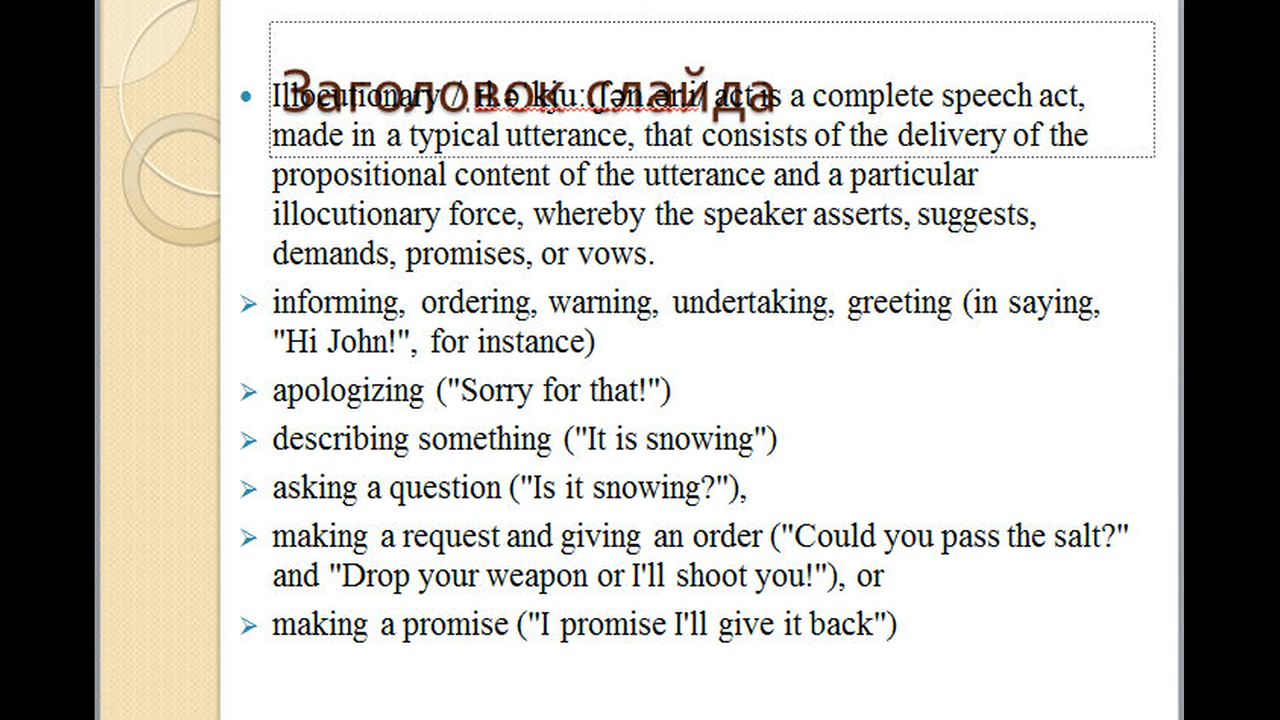 Заголовок слайда
Illocutionary / act is a complete speech act,
made in a typical utterance, that consists of the delivery of the
propositional content of the utterance and a particular
illocutionary force, whereby the speaker asserts, suggests,
demands, promises, or vows.
informing, ordering, warning, undertaking, greeting (in saying,
"Hi John!", for instance)
apologizing ("Sorry for that!")
describing something ("It is snowing")
asking a question ("Is it snowing?"),
making a request and giving an order ("Could you pass the salt?"
and "Drop your weapon or I'll shoot you!"), or
making a promise ("I promise I'll give it back")